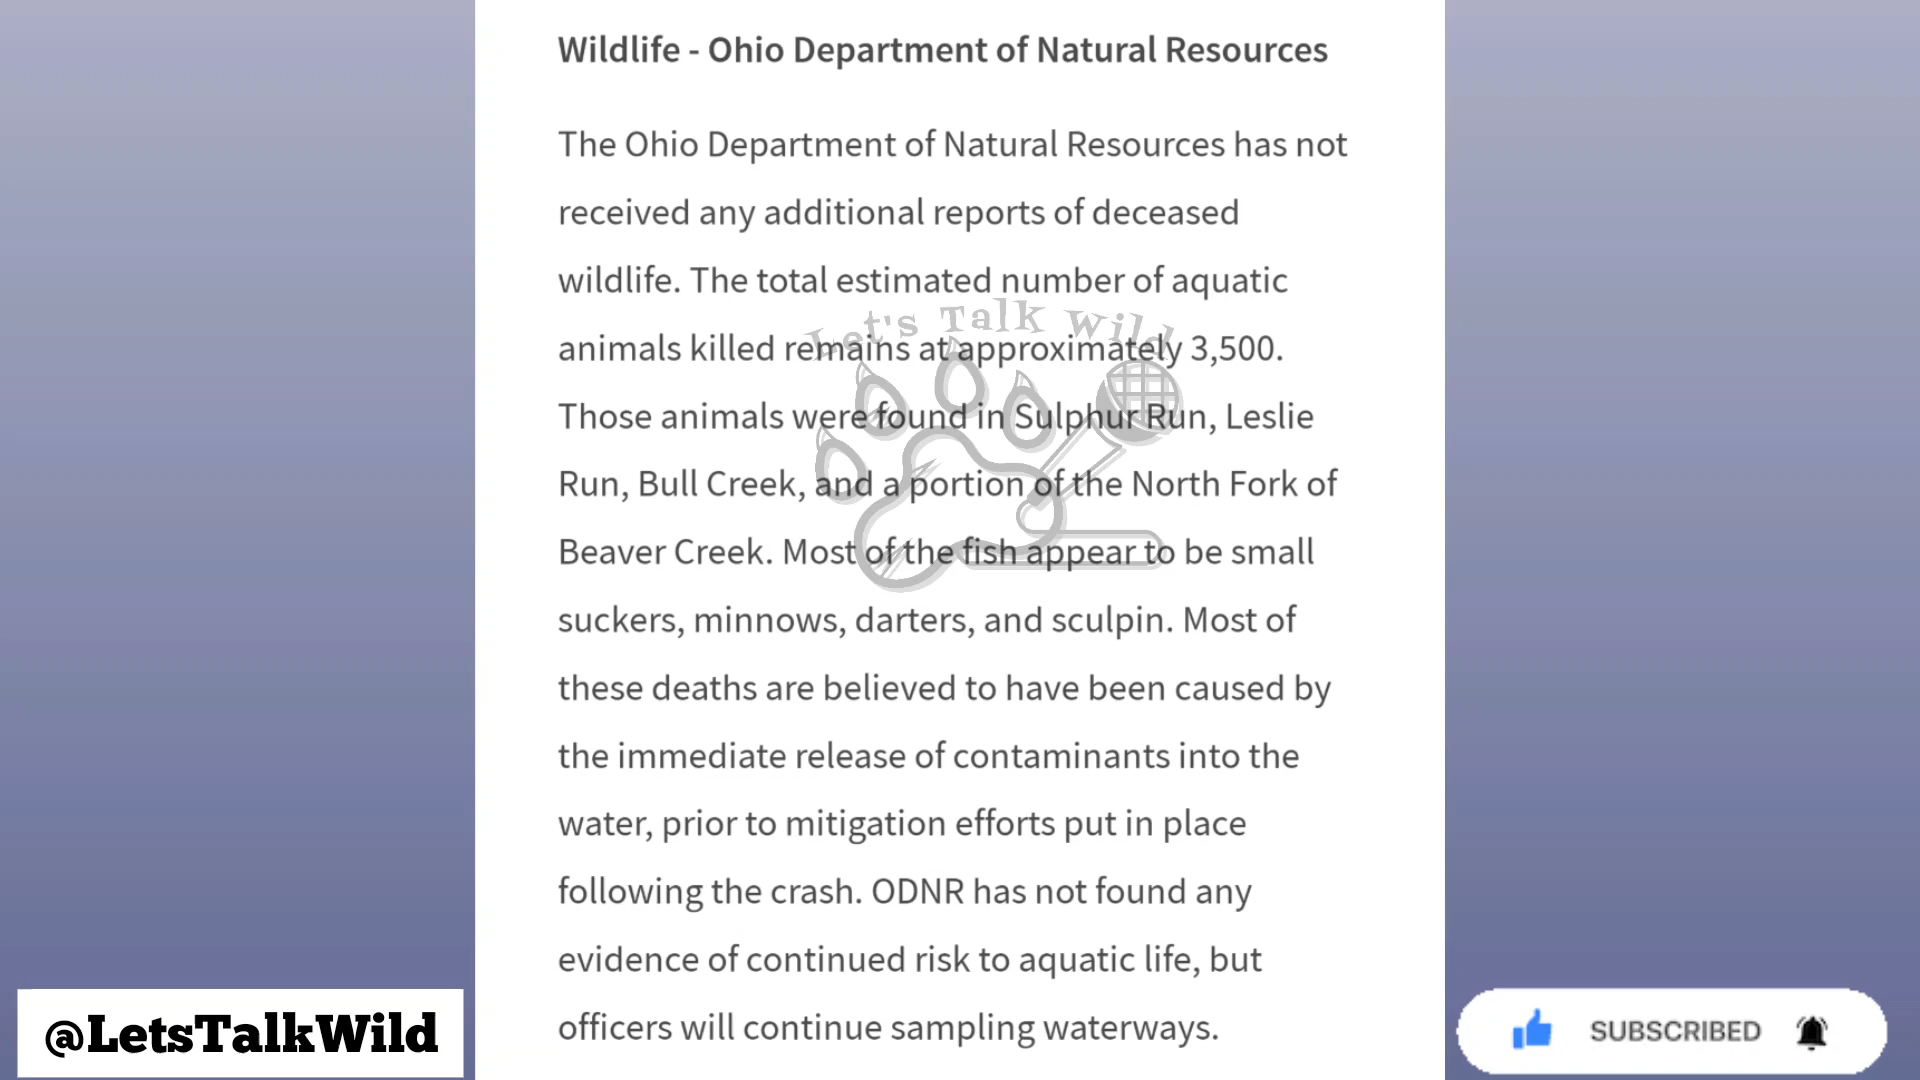 Wildlife - Ohio Department of Natural Resources
The Ohio Department of Natural Resources has not
received any additional reports of deceased
wildlife. The total estimated number of aquatic
animals killed remains at approximately 3,500.
Those animals were found in Sulphur Run, Leslie
Run, Bull Creek, and a portion of the North Fork of
Beaver Creek. Most of the fish appear to be small
suckers, minnows, darters, and sculpin. Most of
these deaths are believed to have been caused by
the immediate release of contaminants into the
water, prior to mitigation efforts put in place
following the crash. ODNR has not found any
evidence of continued risk to aquatic life, but
officers will continue sampling waterways.
Let's Talk Wild
@LetsTalkWild
SUBSCRIBED